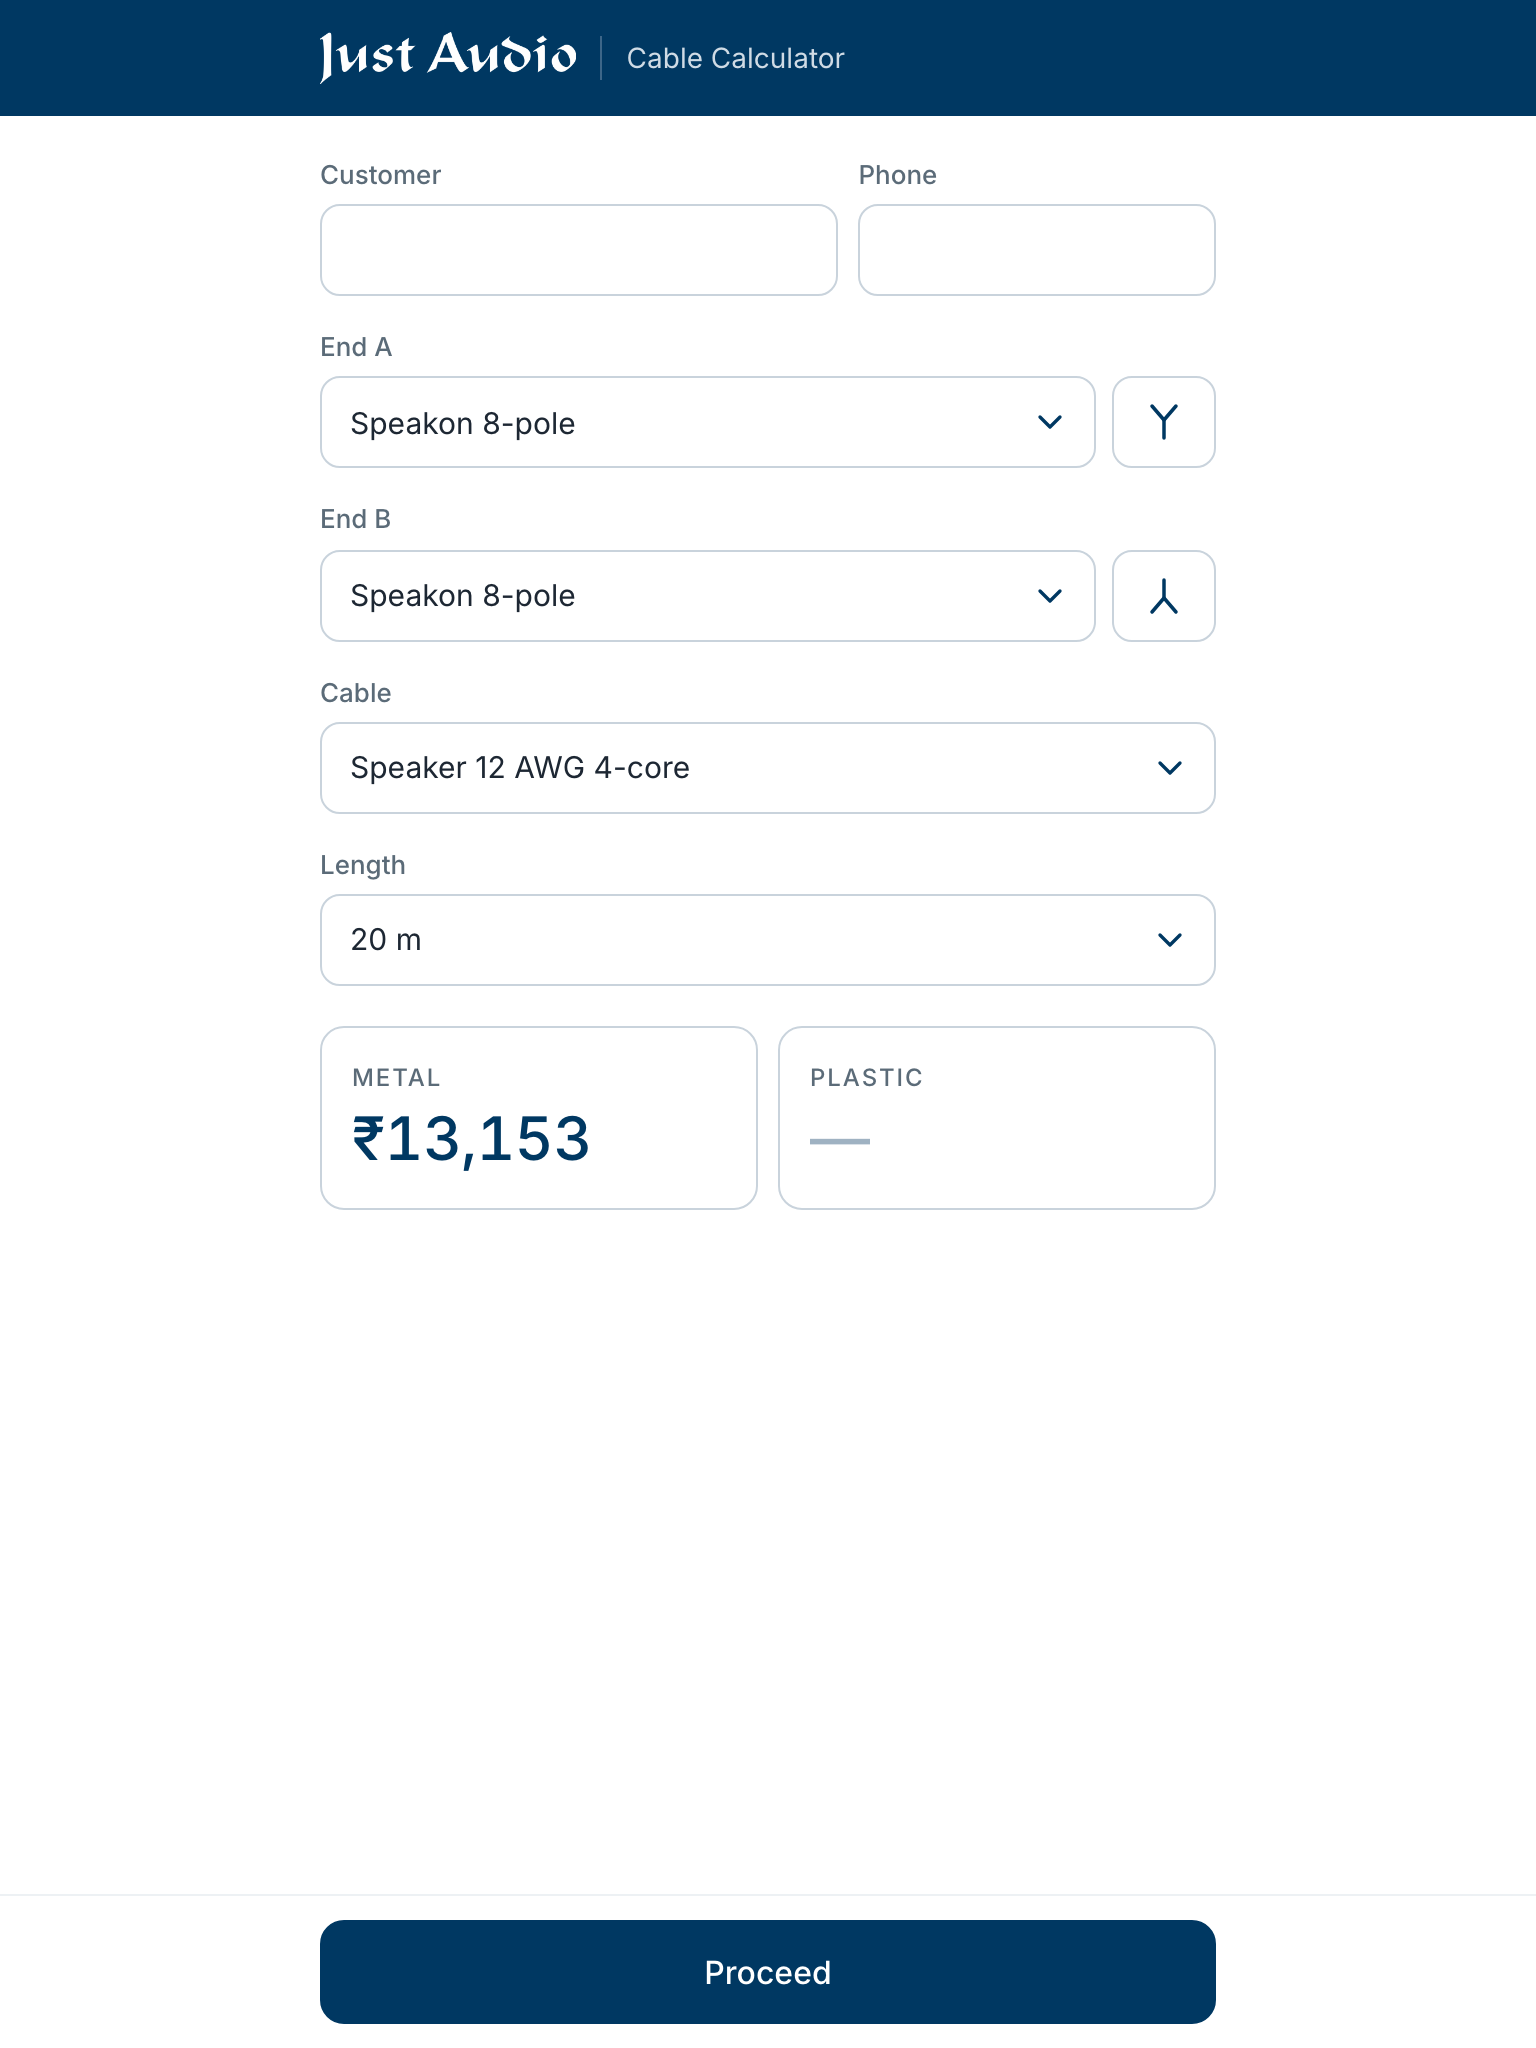 Just Audio
Cable Calculator
Customer
Phone
End A
Speakon 8-pole
End B
Speakon 8-pole
Cable
Speaker 12 AWG 4-core
Length
20 m
METAL
₹13,153
PLASTIC
—
Proceed